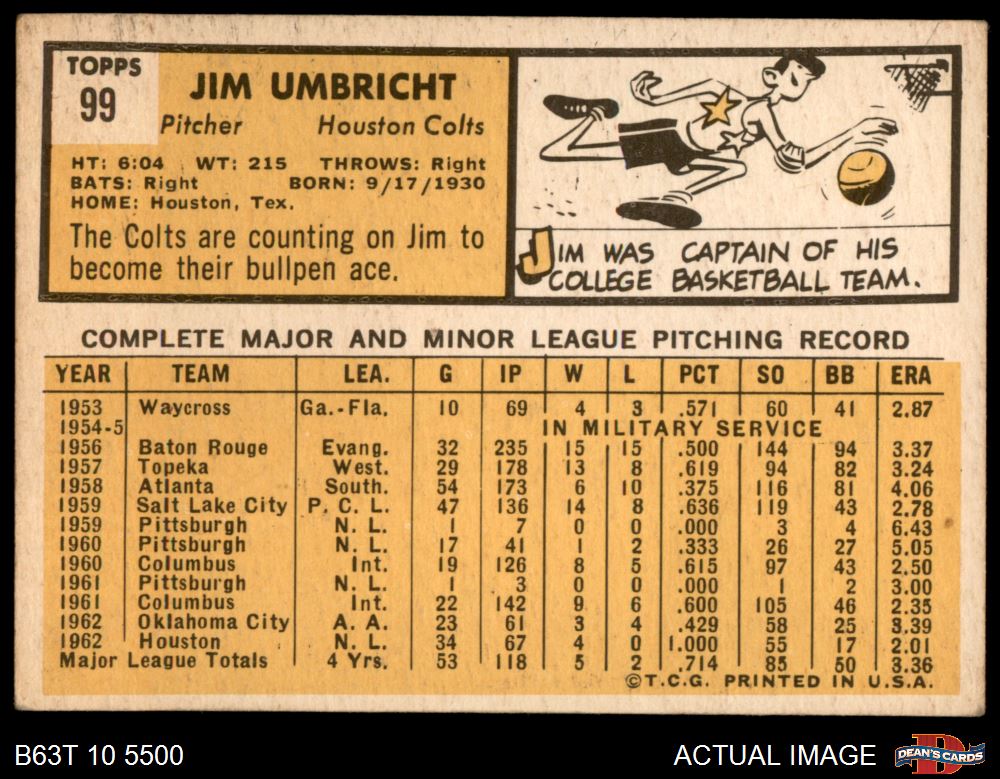 TOPPS
99
JIM UMBRICHT
Pitcher Houston Colts
HT: 6:04 WT: 215 THROWS: Right
BATS: Right BORN: 9/17/1930
HOME: Houston, Tex.
The Colts are counting on Jim to
become their bullpen ace.
JIM WAS CAPTAIN OF HIS
COLLEGE BASKETBALL TEAM.
COMPLETE MAJOR AND MINOR LEAGUE PITCHING RECORD
YEAR TEAM LEA. G IP W L PCT SO BB ERA
1953 Waycross Ga.-Fla. 10 69 4 3 .571 60 41 2.87
1954-5 IN MILITARY SERVICE
1956 Baton Rouge Evang. 32 235 15 15 .500 144 94 3.37
1957 Topeka West. 29 178 13 8 .619 94 82 3.24
1958 Atlanta South. 54 173 6 10 .375 116 81 4.06
1959 Salt Lake City P. C. L. 47 136 14 8 .636 119 43 2.78
1959 Pittsburgh N. L. 1 7 0 0 .000 3 4 6.43
1960 Pittsburgh N. L. 17 41 1 2 .333 26 27 5.05
1960 Columbus Int. 19 126 8 5 .615 97 43 2.50
1961 Pittsburgh N. L. 1 3 0 0 .000 1 2 3.00
1961 Columbus Int. 22 142 9 6 .600 105 46 2.35
1962 Oklahoma City A. A. 23 61 3 4 .429 58 25 3.39
1962 Houston N. L. 34 67 4 0 1.000 55 17 2.01
Major League Totals 4 Yrs. 53 118 5 2 .714 85 50 3.36
©T.C.G. PRINTED IN U.S.A.
B63T 10 5500 ACTUAL IMAGE
D
DEAN'S CARDS